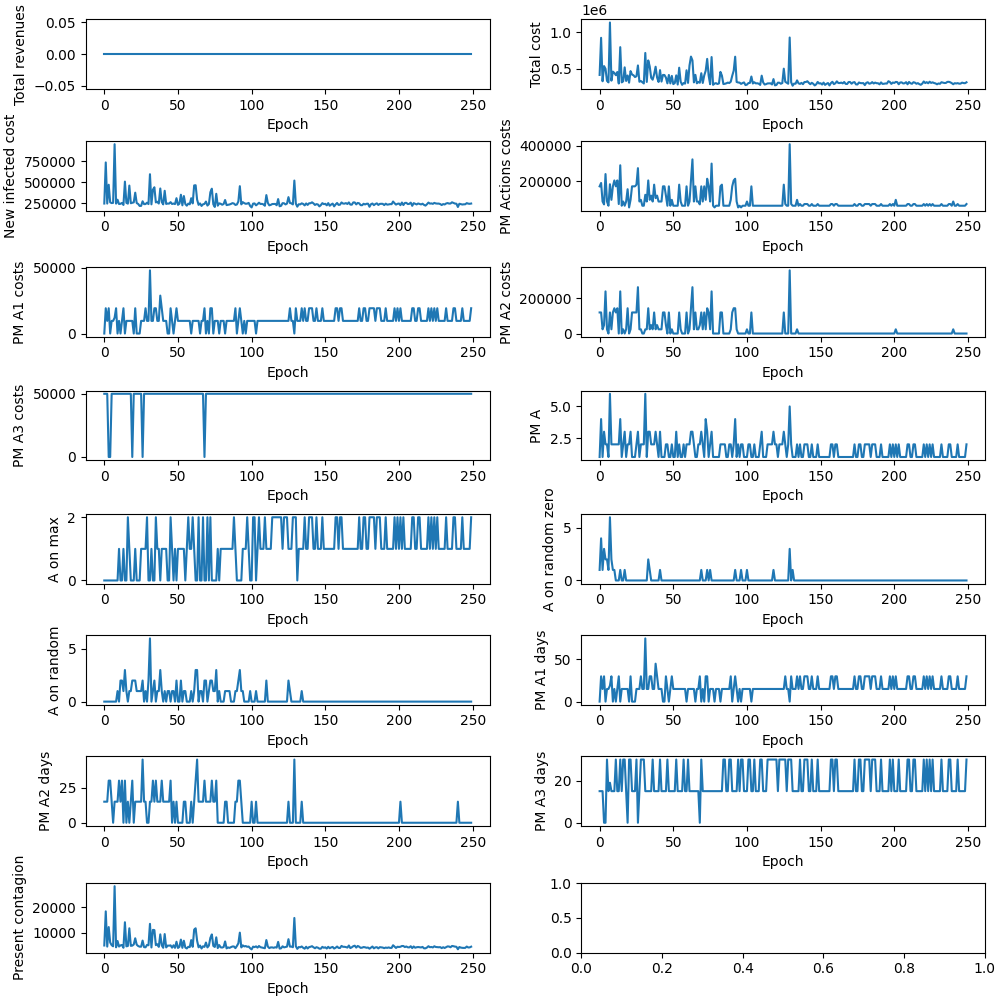 Total revenues
0.05
0.00
−0.05
0 50 100 150 200 250
Epoch
1e6
Total cost
1.0
0.5
0 50 100 150 200 250
Epoch
New infected cost
750000
500000
250000
0 50 100 150 200 250
Epoch
PM Actions costs
400000
200000
0 50 100 150 200 250
Epoch
PM A1 costs
50000
0
0 50 100 150 200 250
Epoch
PM A2 costs
200000
0
0 50 100 150 200 250
Epoch
PM A3 costs
50000
0
0 50 100 150 200 250
Epoch
PM A
5.0
2.5
0 50 100 150 200 250
Epoch
A on max
2
0
0 50 100 150 200 250
Epoch
A on random zero
5
0
0 50 100 150 200 250
Epoch
A on random
5
0
0 50 100 150 200 250
Epoch
PM A1 days
50
0
0 50 100 150 200 250
Epoch
PM A2 days
25
0
0 50 100 150 200 250
Epoch
PM A3 days
20
0
0 50 100 150 200 250
Epoch
Present contagion
20000
10000
0 50 100 150 200 250
Epoch
1.0
0.5
0.0
0.0 0.2 0.4 0.6 0.8 1.0